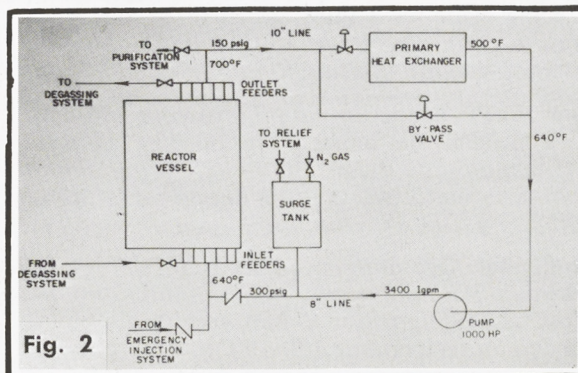 10" LINE
150 psig
TO
PURIFICATION
SYSTEM
700°F
PRIMARY
HEAT EXCHANGER
500°F
TO
DEGASSING
SYSTEM
OUTLET
FEEDERS
BY-PASS
VALVE
640°F
REACTOR
VESSEL
TO RELIEF
SYSTEM
N2 GAS
SURGE
TANK
FROM
DEGASSING
SYSTEM
INLET
FEEDERS
640°F
300 psig
8" LINE
3400 Igpm
PUMP
1000 HP
FROM
EMERGENCY
INJECTION
SYSTEM
Fig. 2